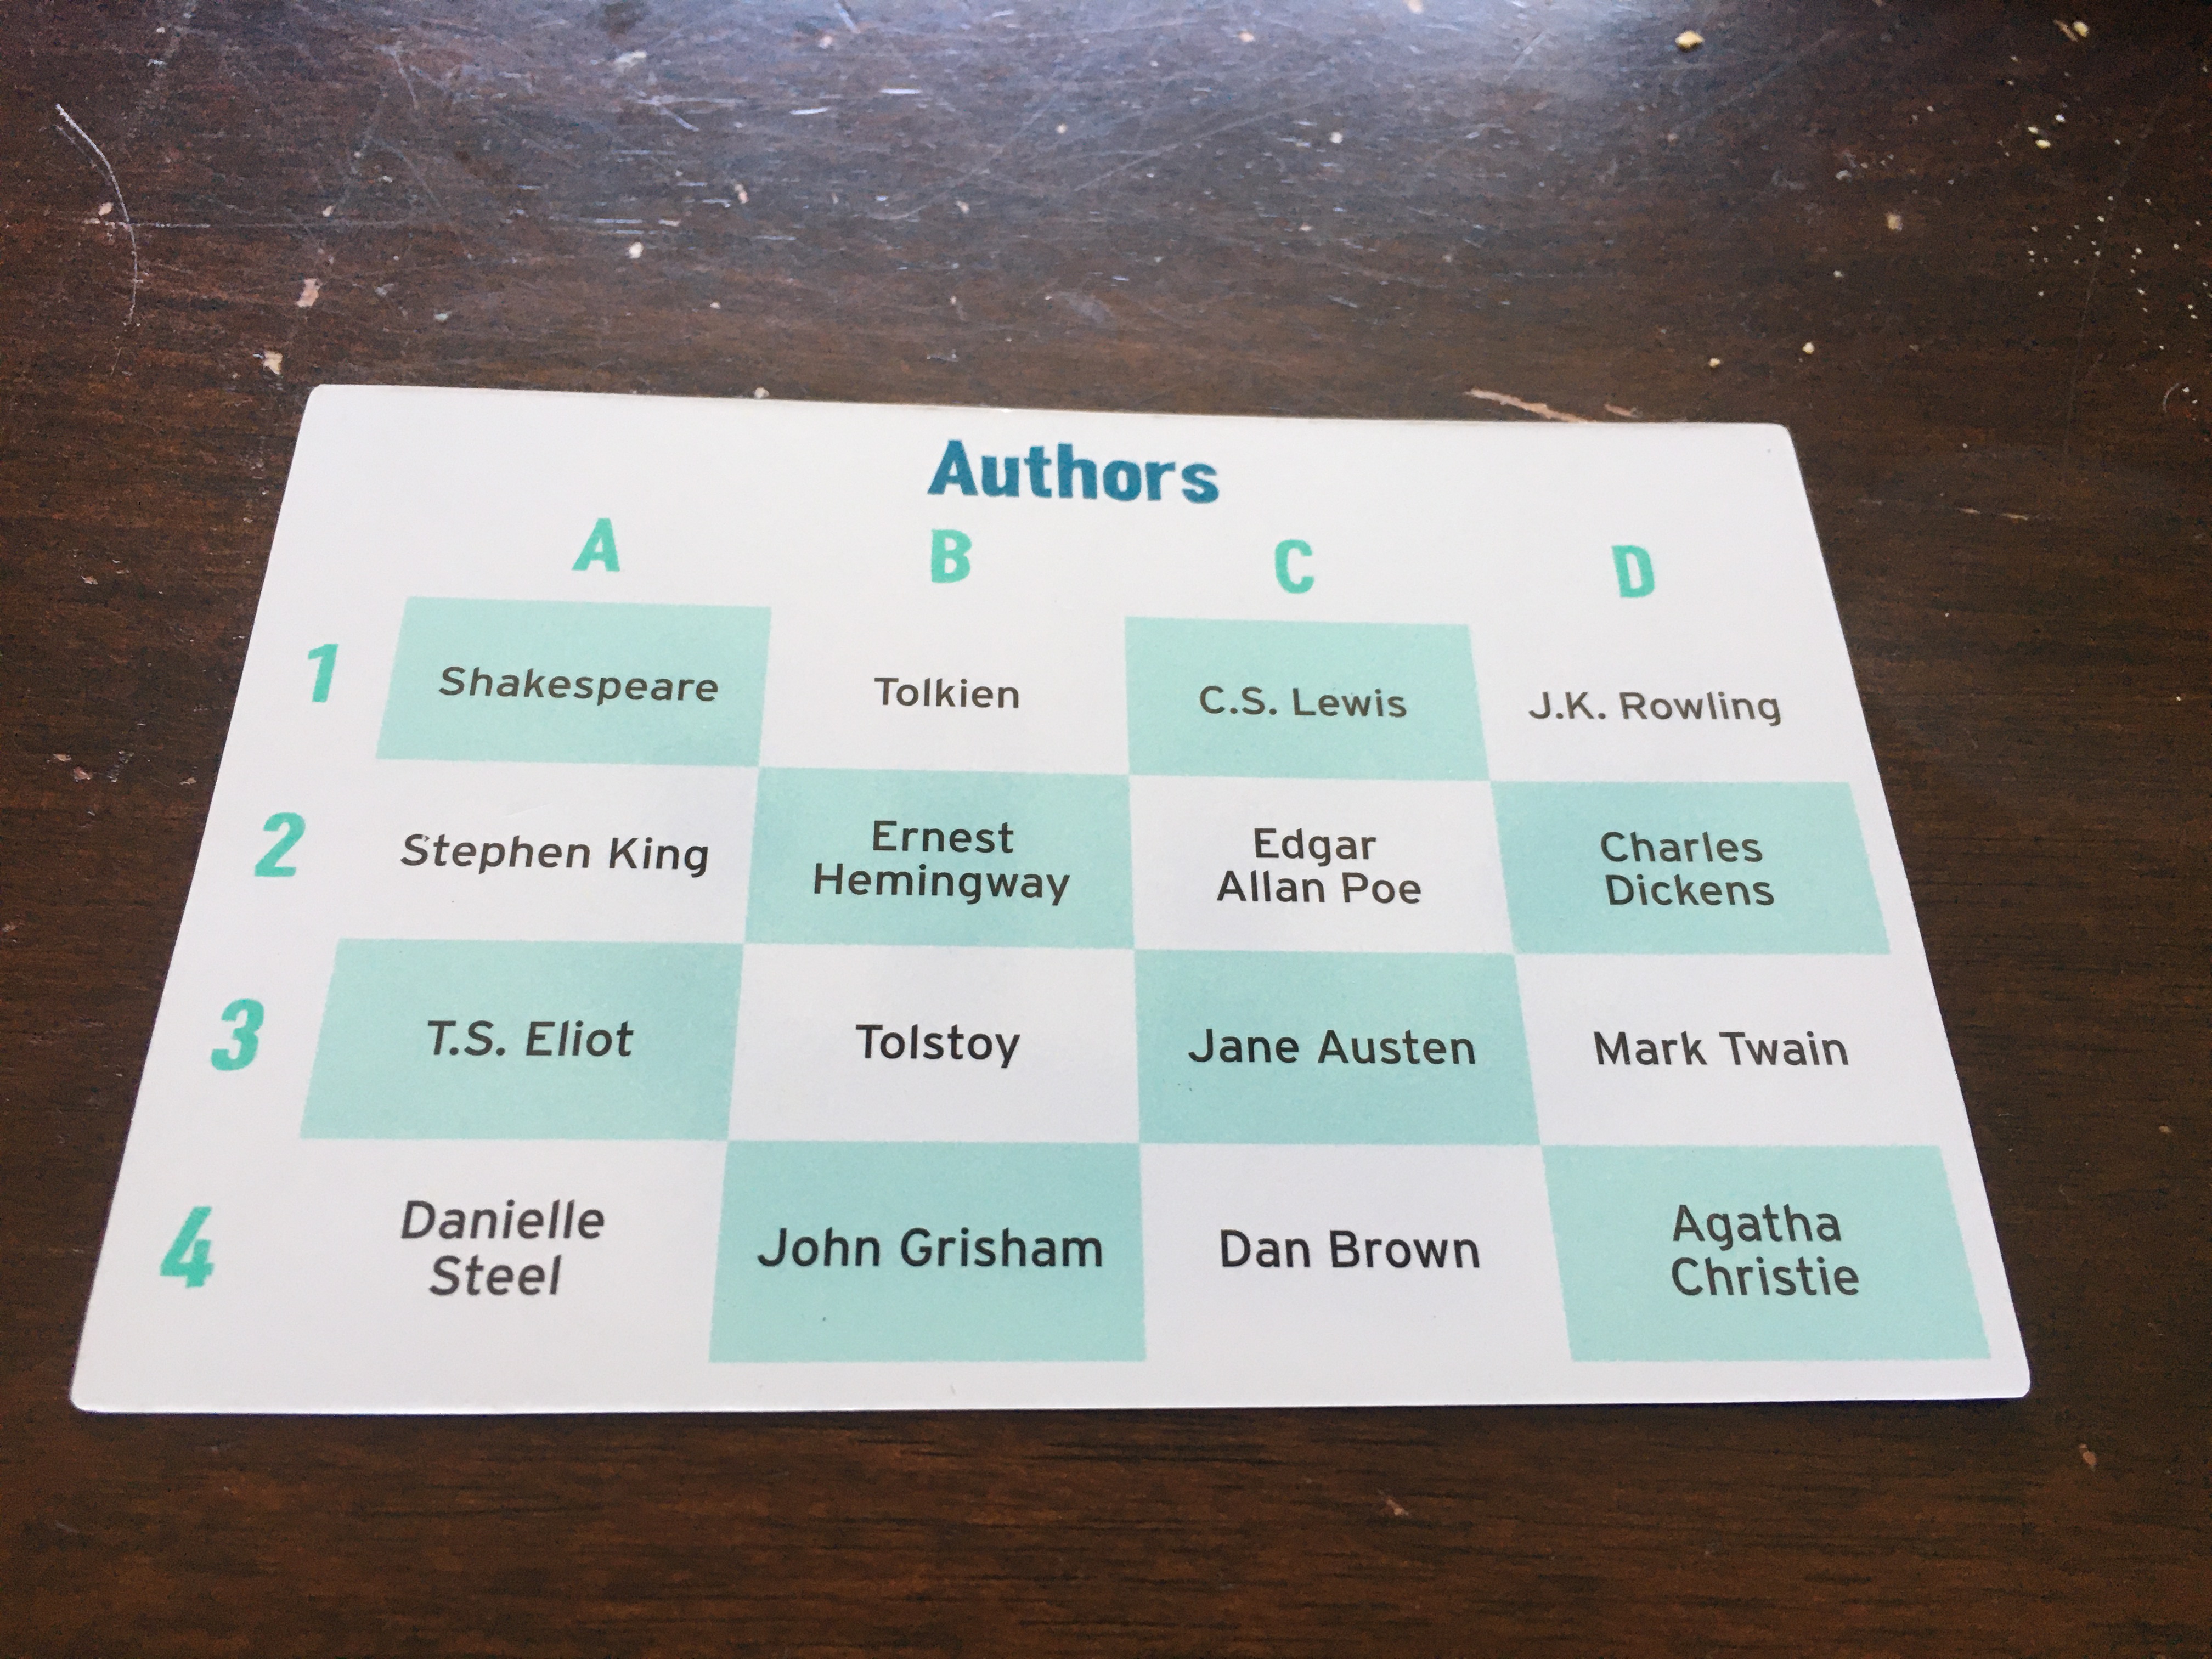 Authors
A B C D
1 Shakespeare Tolkien C.S. Lewis J.K. Rowling
2 Stephen King Ernest Hemingway Edgar Allan Poe Charles Dickens
3 T.S. Eliot Tolstoy Jane Austen Mark Twain
4 Danielle Steel John Grisham Dan Brown Agatha Christie